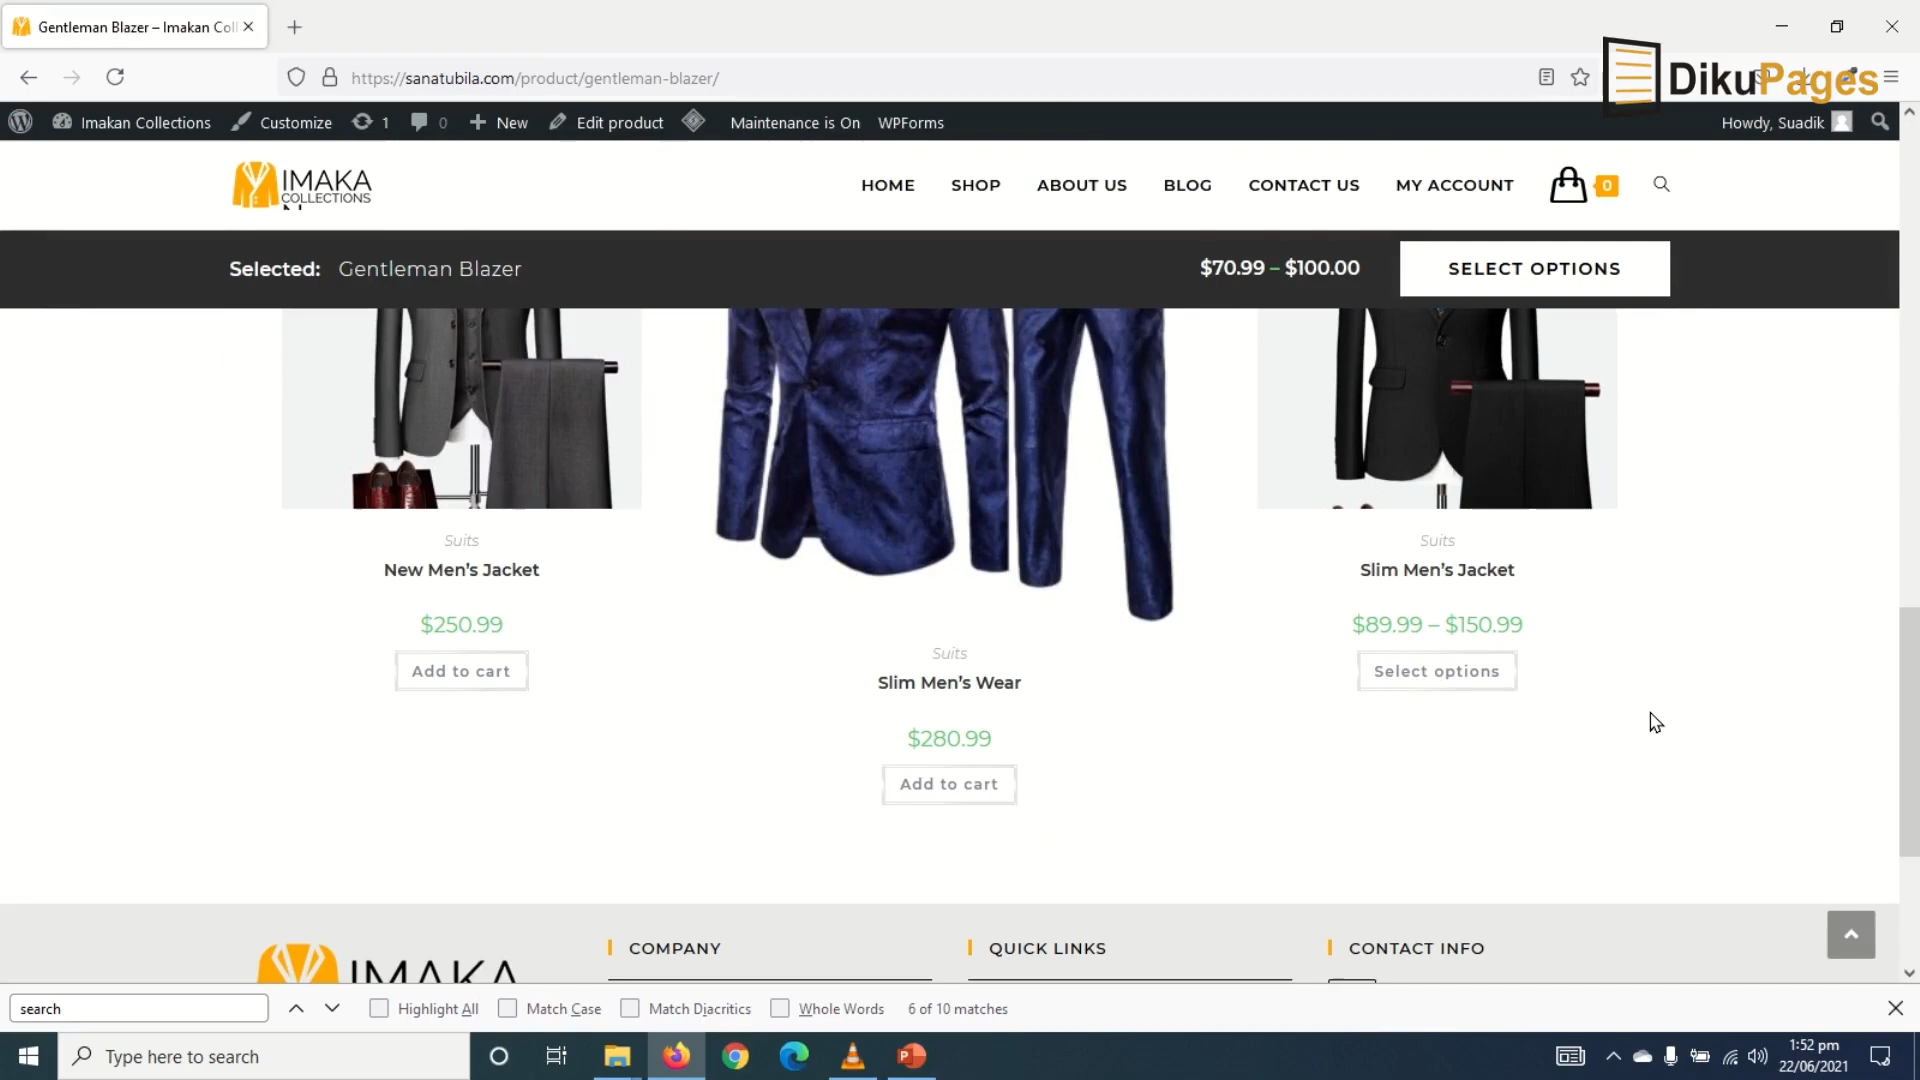 Gentleman Blazer – Imakan Coll
https://sanatubila.com/product/gentleman-blazer/
DikuPages
Imakan Collections
Customize
1
0
New
Edit product
Maintenance is On
WPForms
Howdy, Suadik
IMAKA
COLLECTIONS
HOME
SHOP
ABOUT US
BLOG
CONTACT US
MY ACCOUNT
0
Selected: Gentleman Blazer
$70.99 – $100.00
SELECT OPTIONS
Suits
New Men’s Jacket
$250.99
Add to cart
Suits
Slim Men’s Wear
$280.99
Add to cart
Suits
Slim Men’s Jacket
$89.99 – $150.99
Select options
IMAKA
COMPANY
QUICK LINKS
CONTACT INFO
search
Highlight All
Match Case
Match Diacritics
Whole Words
6 of 10 matches
Type here to search
1:52 pm
22/06/2021